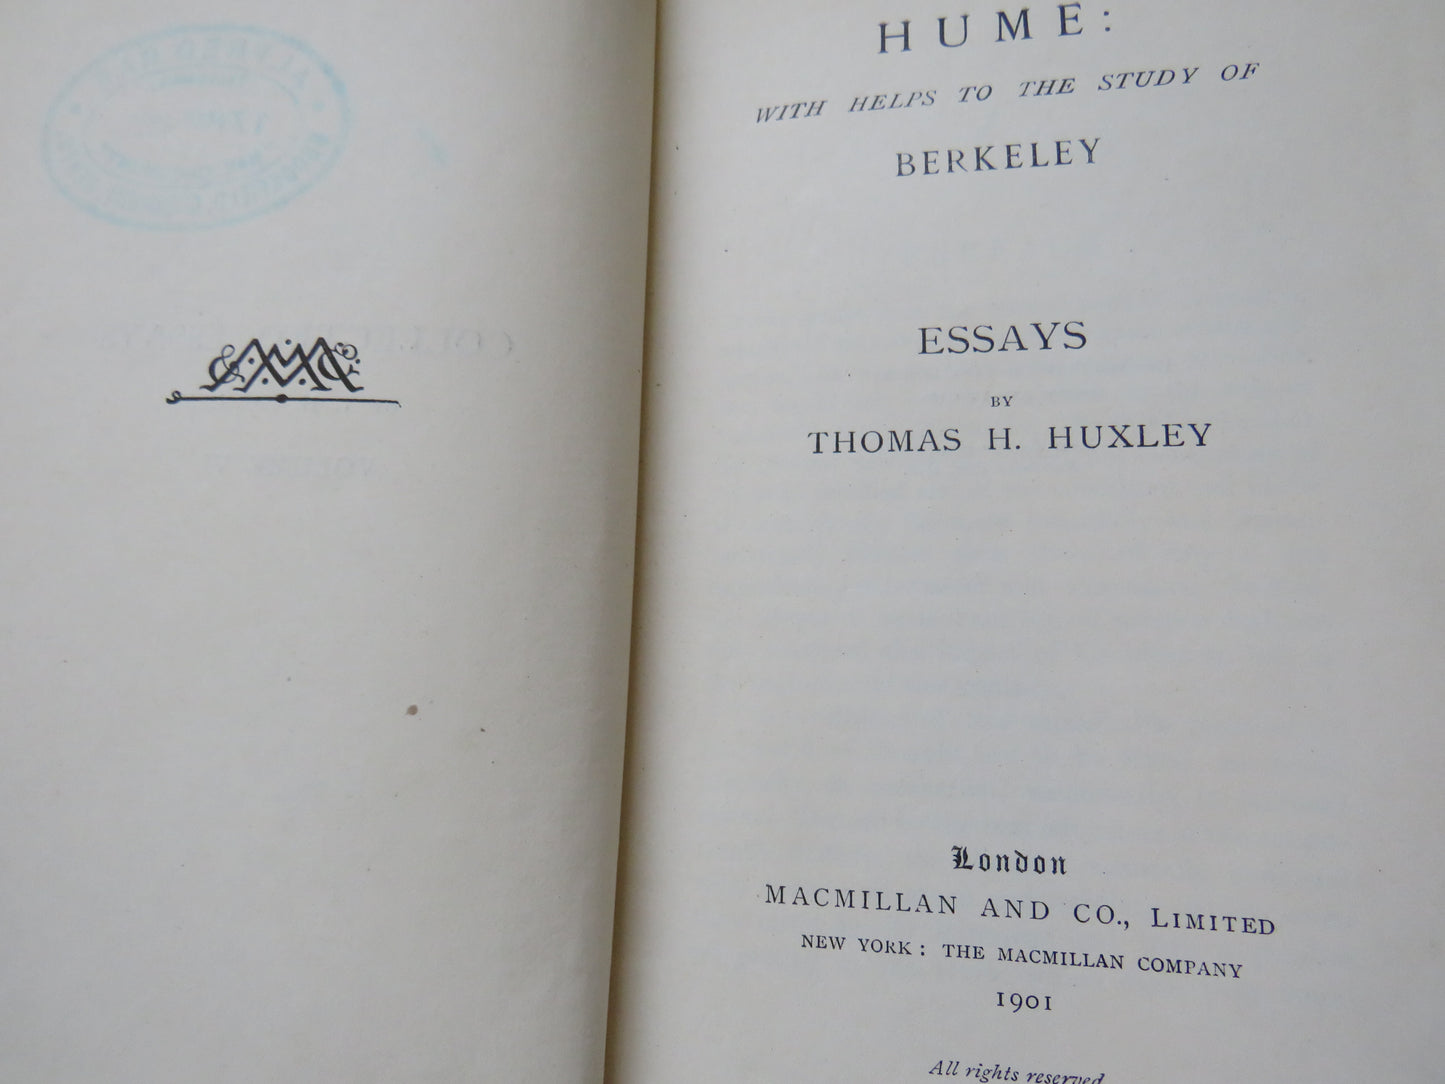 HUME:
WITH HELPS TO THE STUDY OF
BERKELEY
ESSAYS
BY
THOMAS H. HUXLEY
London
MACMILLAN AND CO., LIMITED
NEW YORK: THE MACMILLAN COMPANY
1901
All rights reserved